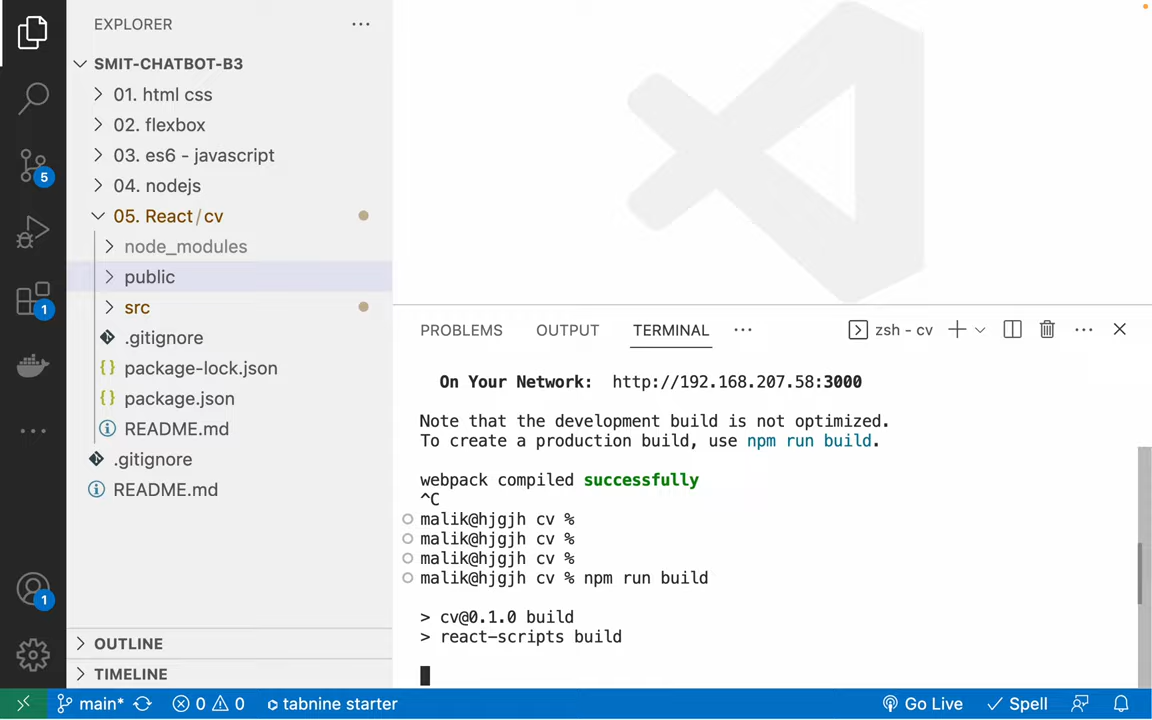 EXPLORER
SMIT-CHATBOT-B3
01. html css
02. flexbox
03. es6 - javascript
04. nodejs
05. React/cv
node_modules
public
src
.gitignore
package-lock.json
package.json
README.md
.gitignore
README.md
OUTLINE
TIMELINE
5
1
1
PROBLEMS OUTPUT TERMINAL ··· zsh - cv
On Your Network: http://192.168.207.58:3000
Note that the development build is not optimized.
To create a production build, use npm run build.
webpack compiled successfully
^C
malik@hjgjh cv %
malik@hjgjh cv %
malik@hjgjh cv %
malik@hjgjh cv % npm run build
> cv@0.1.0 build
> react-scripts build
main* 0 0 tabnine starter Go Live Spell